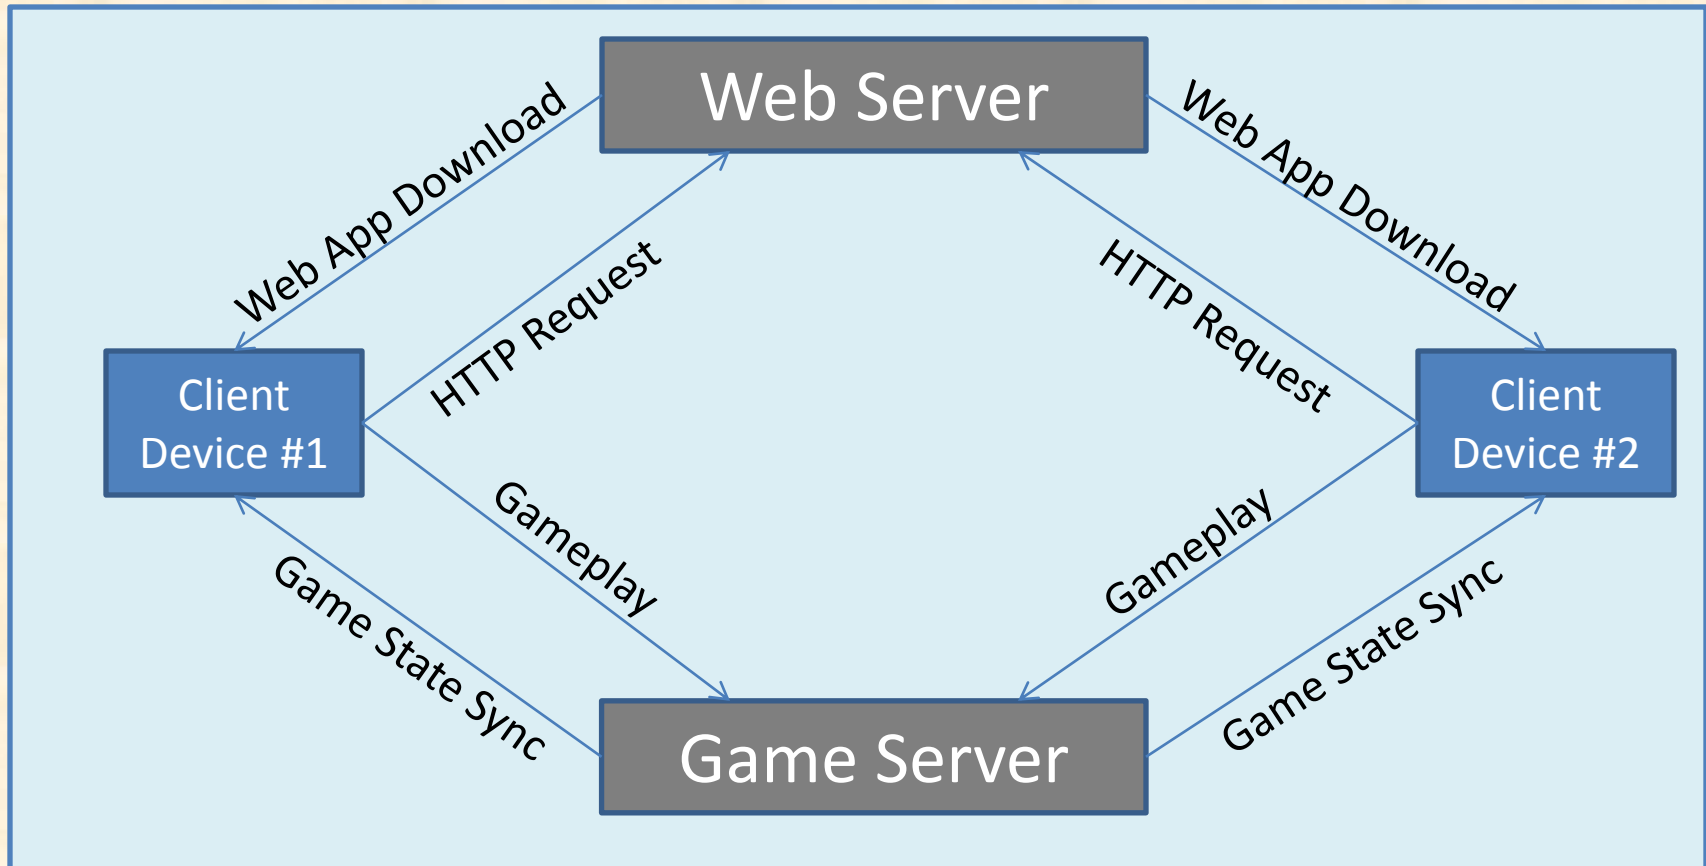 Web Server
Web App Download
Web App Download
HTTP Request
HTTP Request
Client
Device #1
Client
Device #2
Gameplay
Gameplay
Game State Sync
Game State Sync
Game Server